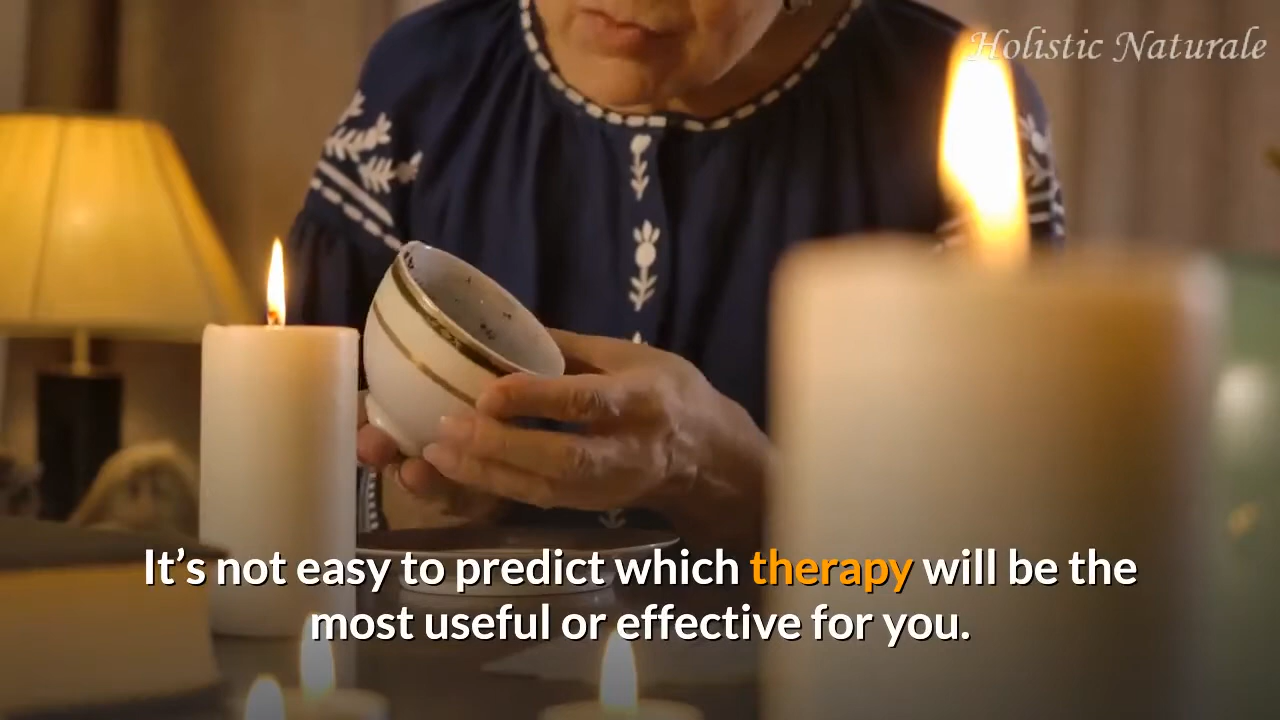 Holistic Naturale
It’s not easy to predict which therapy will be the
most useful or effective for you.